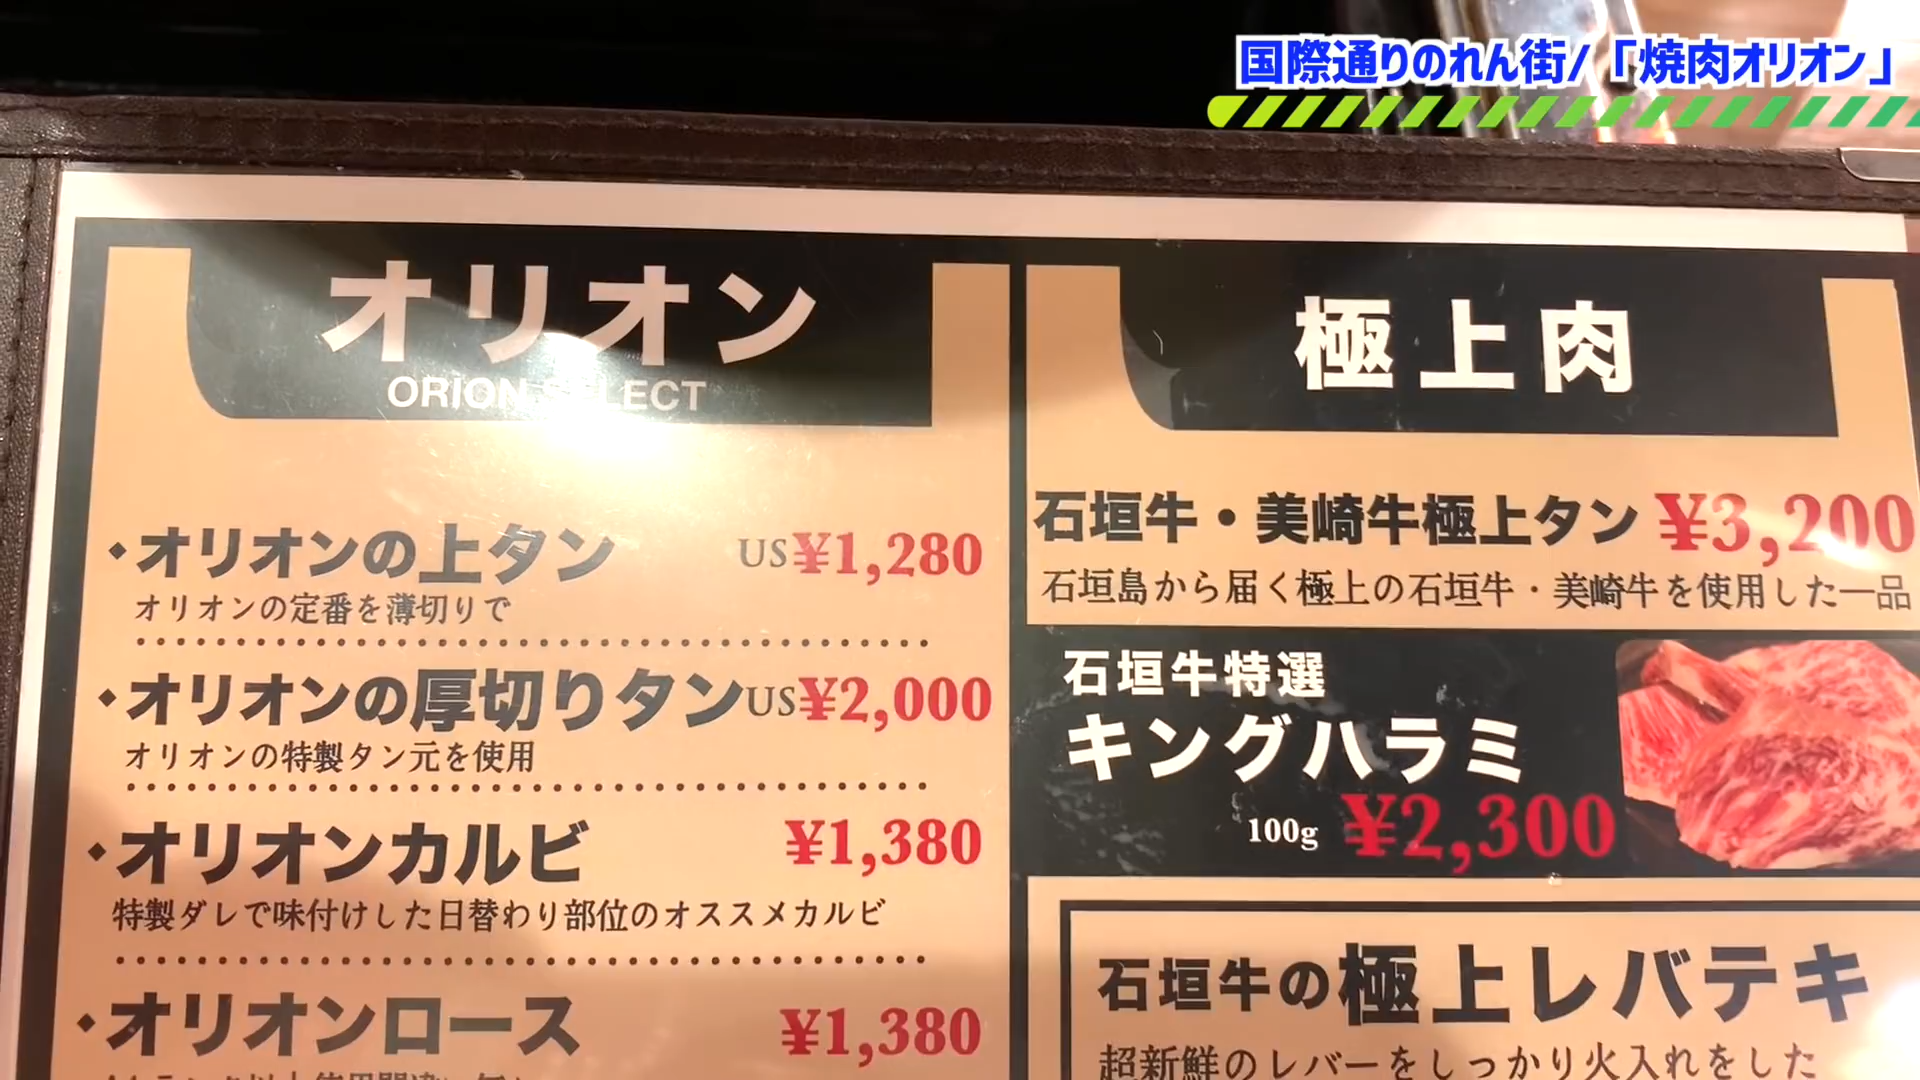 国際通りのれん街/「焼肉オリオン」
オリオン
ORION SELECT
・オリオンの上タン US¥1,280
オリオンの定番を薄切りで
・オリオンの厚切りタン US¥2,000
オリオンの特製タン元を使用
・オリオンカルビ ¥1,380
特製ダレで味付けした日替わり部位のオススメカルビ
・オリオンロース ¥1,380
極上肉
石垣牛・美崎牛極上タン ¥3,200
石垣島から届く極上の石垣牛・美崎牛を使用した一品
石垣牛特選
キングハラミ
100g ¥2,300
石垣牛の極上レバテキ
超新鮮のレバーをしっかり火入れをした